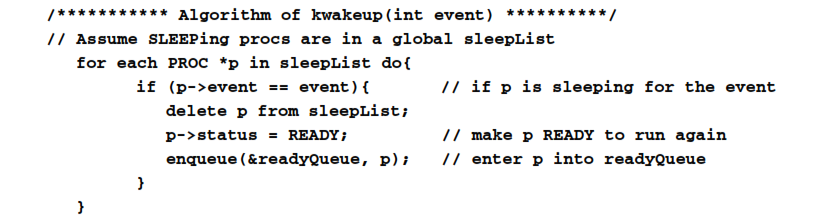 /*********** Algorithm of kwakeup(int event) **********/
// Assume SLEEPing procs are in a global sleepList
for each PROC *p in sleepList do{
if (p->event == event){ // if p is sleeping for the event
delete p from sleepList;
p->status = READY; // make p READY to run again
enqueue(&readyQueue, p); // enter p into readyQueue
}
}